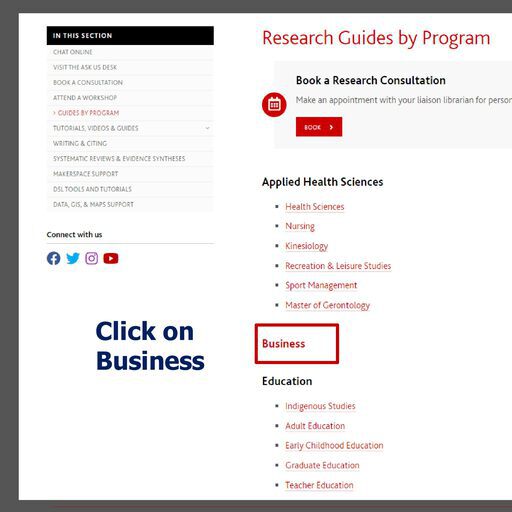 IN THIS SECTION
CHAT ONLINE
VISIT THE ASK US DESK
BOOK A CONSULTATION
ATTEND A WORKSHOP
› GUIDES BY PROGRAM
TUTORIALS, VIDEOS & GUIDES
WRITING & CITING
SYSTEMATIC REVIEWS & EVIDENCE SYNTHESES
MAKERSPACE SUPPORT
DSL TOOLS AND TUTORIALS
DATA, GIS, & MAPS SUPPORT
Connect with us
Click on
Business
Research Guides by Program
Book a Research Consultation
Make an appointment with your liaison librarian for person
BOOK
Applied Health Sciences
Health Sciences
Nursing
Kinesiology
Recreation & Leisure Studies
Sport Management
Master of Gerontology
Business
Education
Indigenous Studies
Adult Education
Early Childhood Education
Graduate Education
Teacher Education